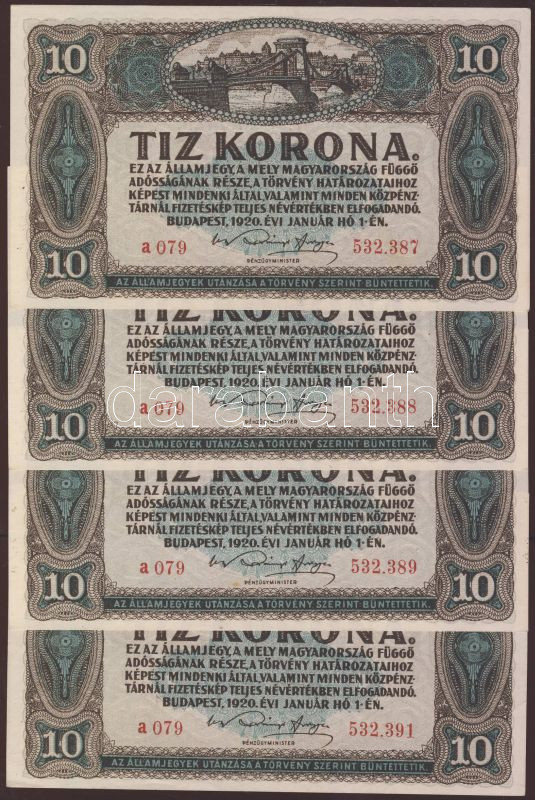 10 10
TIZ KORONA.
EZ AZ ÁLLAMJEGY, A MELY MAGYARORSZÁG FÜGGŐ
ADÓSSÁGÁNAK RÉSZE, A TÖRVÉNY HATÁROZATAIHOZ
KÉPEST MINDENKI ÁLTAL, VALAMINT MINDEN KÖZPÉNZ-
TÁRNÁL FIZETÉSKÉP TELJES NÉVÉRTÉKBEN ELFOGADANDÓ.
BUDAPEST, 1920. ÉVI JANUÁR HÓ 1-ÉN.
a 079 532.387
PÉNZÜGYMINISTER
10 10
AZ ÁLLAMJEGYEK UTÁNZÁSA A TÖRVÉNY SZERINT BÜNTETTETIK.
TIZ KORONA.
EZ AZ ÁLLAMJEGY, A MELY MAGYARORSZÁG FÜGGŐ
ADÓSSÁGÁNAK RÉSZE, A TÖRVÉNY HATÁROZATAIHOZ
KÉPEST MINDENKI ÁLTAL, VALAMINT MINDEN KÖZPÉNZ-
TÁRNÁL FIZETÉSKÉP TELJES NÉVÉRTÉKBEN ELFOGADANDÓ.
BUDAPEST, 1920. ÉVI JANUÁR HÓ 1-ÉN.
darabanth
a 079 532.388
PÉNZÜGYMINISTER
10 10
AZ ÁLLAMJEGYEK UTÁNZÁSA A TÖRVÉNY SZERINT BÜNTETTETIK.
TIZ KORONA.
EZ AZ ÁLLAMJEGY, A MELY MAGYARORSZÁG FÜGGŐ
ADÓSSÁGÁNAK RÉSZE, A TÖRVÉNY HATÁROZATAIHOZ
KÉPEST MINDENKI ÁLTAL, VALAMINT MINDEN KÖZPÉNZ-
TÁRNÁL FIZETÉSKÉP TELJES NÉVÉRTÉKBEN ELFOGADANDÓ.
BUDAPEST, 1920. ÉVI JANUÁR HÓ 1-ÉN.
a 079 532.389
PÉNZÜGYMINISTER
10 10
AZ ÁLLAMJEGYEK UTÁNZÁSA A TÖRVÉNY SZERINT BÜNTETTETIK.
TIZ KORONA.
EZ AZ ÁLLAMJEGY, A MELY MAGYARORSZÁG FÜGGŐ
ADÓSSÁGÁNAK RÉSZE, A TÖRVÉNY HATÁROZATAIHOZ
KÉPEST MINDENKI ÁLTAL, VALAMINT MINDEN KÖZPÉNZ-
TÁRNÁL FIZETÉSKÉP TELJES NÉVÉRTÉKBEN ELFOGADANDÓ.
BUDAPEST, 1920. ÉVI JANUÁR HÓ 1-ÉN.
a 079 532.391
PÉNZÜGYMINISTER
10 10
AZ ÁLLAMJEGYEK UTÁNZÁSA A TÖRVÉNY SZERINT BÜNTETTETIK.